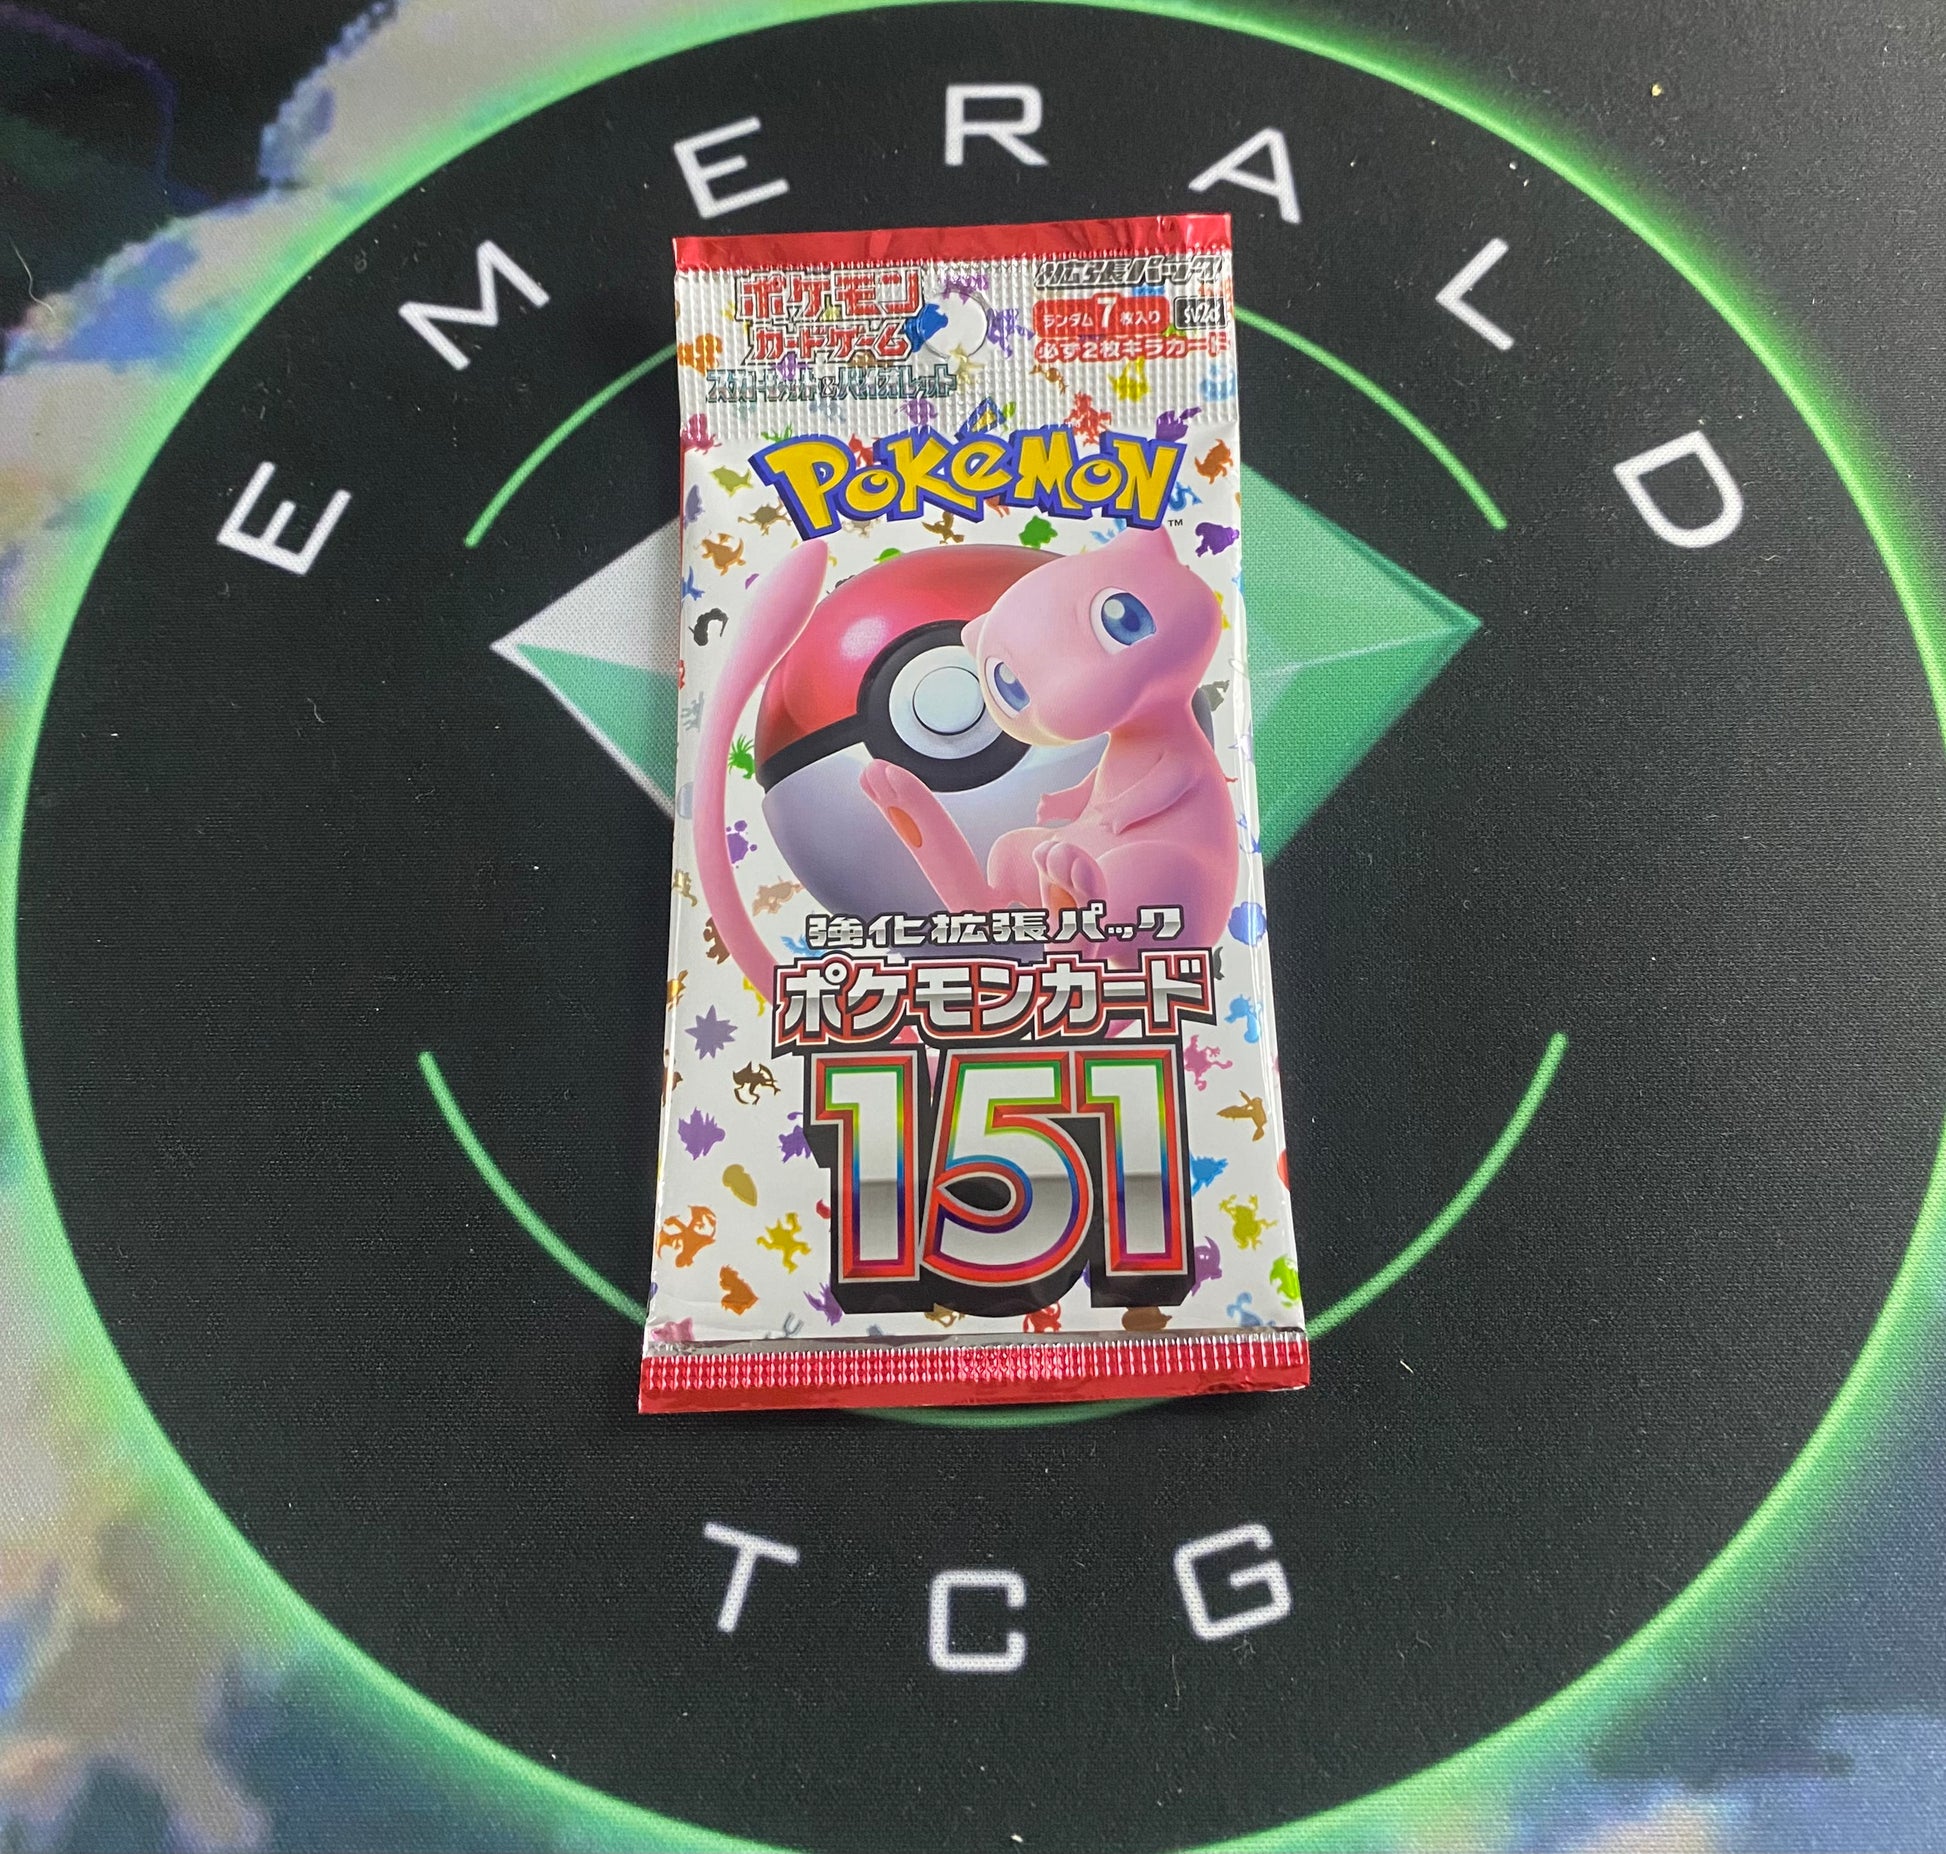 EMERALD
ポケモン
カードゲーム
スカーレット&バイオレット
拡張パック
ランダム7枚入り
必ず2枚キラカード
POKéMON
TM
強化拡張パック
ポケモンカード
151
TCG